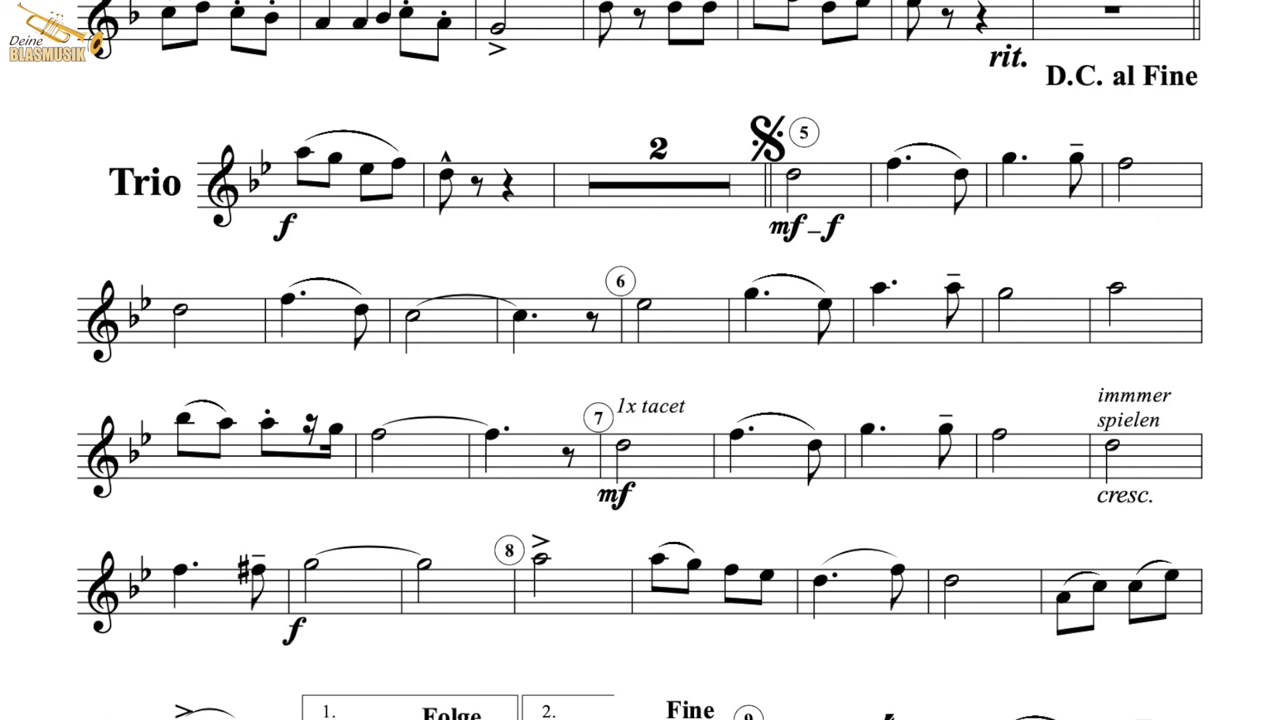 Deine
BLASMUSIK
rit.
D.C. al Fine
2
5
Trio
f
mf – f
6
7
1x tacet
immmer
spielen
mf
cresc.
8
f
1.
Folge
2.
Fine
9